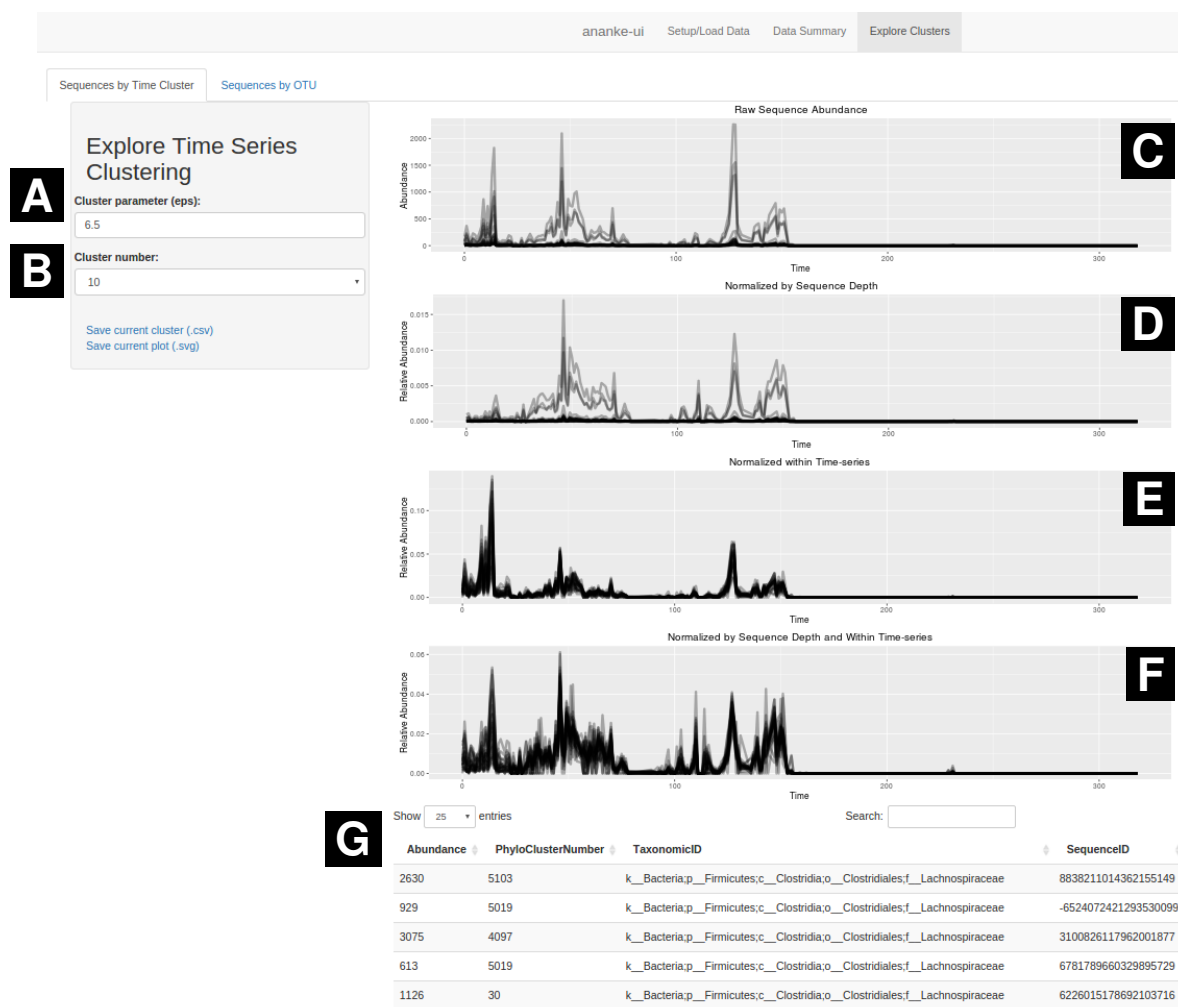 ananke-ui Setup/Load Data Data Summary Explore Clusters
Sequences by Time Cluster Sequences by OTU
Explore Time Series
Clustering
A
Cluster parameter (eps):
6.5
B
Cluster number:
10
Save current cluster (.csv)
Save current plot (.svg)
Raw Sequence Abundance
C
Abundance
2000
1500
1000
500
0
0 100 200 300
Time
Normalized by Sequence Depth
D
Relative Abundance
0.015
0.010
0.005
0.000
0 100 200 300
Time
Normalized within Time-series
E
Relative Abundance
0.10
0.05
0.00
0 100 200 300
Time
Normalized by Sequence Depth and Within Time-series
F
Relative Abundance
0.06
0.04
0.02
0.00
0 100 200 300
Time
G
Show 25 entries Search:
Abundance PhyloClusterNumber TaxonomicID SequenceID
2630 5103 k__Bacteria;p__Firmicutes;c__Clostridia;o__Clostridiales;f__Lachnospiraceae 8838211014362155149
929 5019 k__Bacteria;p__Firmicutes;c__Clostridia;o__Clostridiales;f__Lachnospiraceae -6524072421293530099
3075 4097 k__Bacteria;p__Firmicutes;c__Clostridia;o__Clostridiales;f__Lachnospiraceae 3100826117962001877
613 5019 k__Bacteria;p__Firmicutes;c__Clostridia;o__Clostridiales;f__Lachnospiraceae 6781789660329895729
1126 30 k__Bacteria;p__Firmicutes;c__Clostridia;o__Clostridiales;f__Lachnospiraceae 6226015178692103716